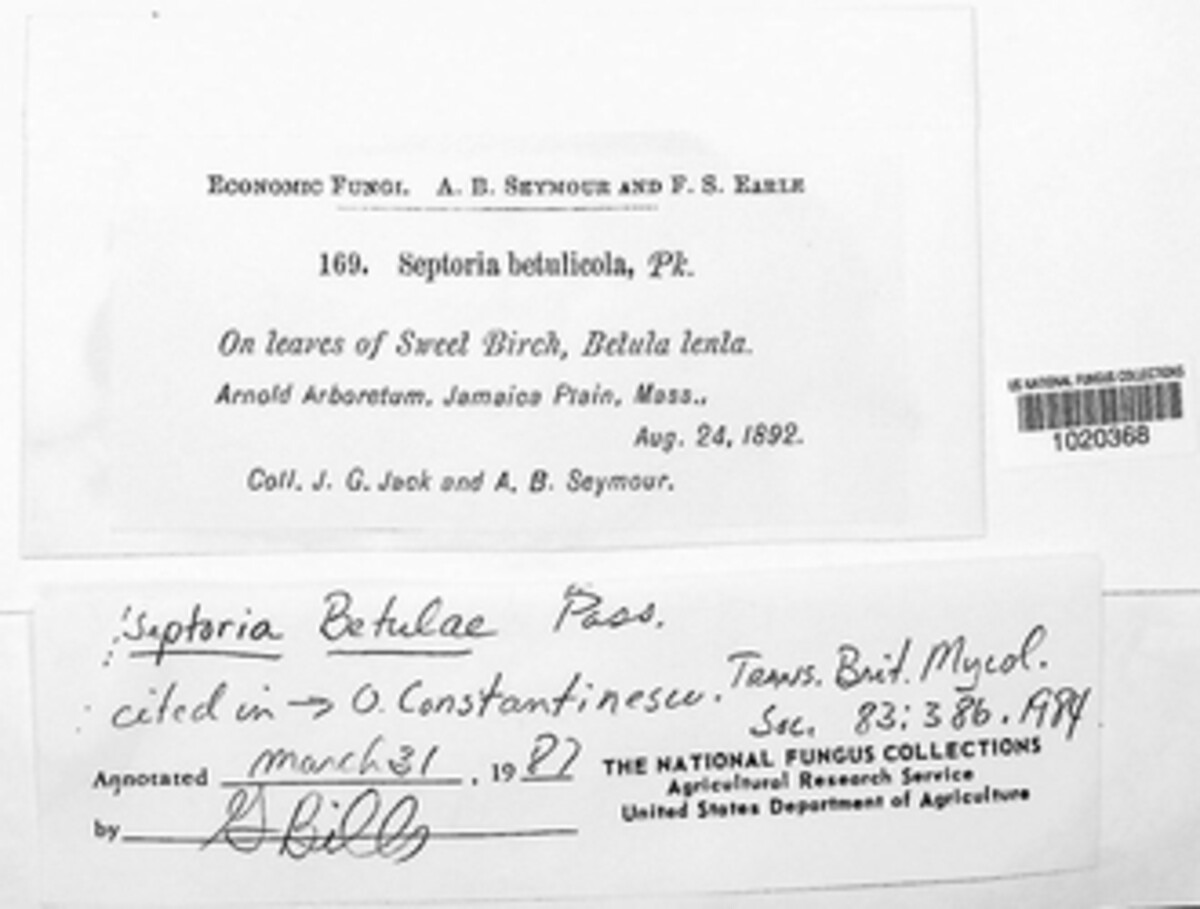 ECONOMIC FUNGI. A. B. SEYMOUR AND F. S. EARLE
169. Septoria betulicola, Pk.
On leaves of Sweet Birch, Betula lenta.
Arnold Arboretum, Jamaica Plain, Mass.,
Aug. 24, 1892.
Coll. J. G. Jack and A. B. Seymour.
US NATIONAL FUNGUS COLLECTIONS
1020368
Septoria Betulae Pass.
cited in → O. Constantinescu. Trans. Brit. Mycol.
Soc. 83: 386. 1984
Annotated March 31, 1987
by G Bills
THE NATIONAL FUNGUS COLLECTIONS
Agricultural Research Service
United States Department of Agriculture